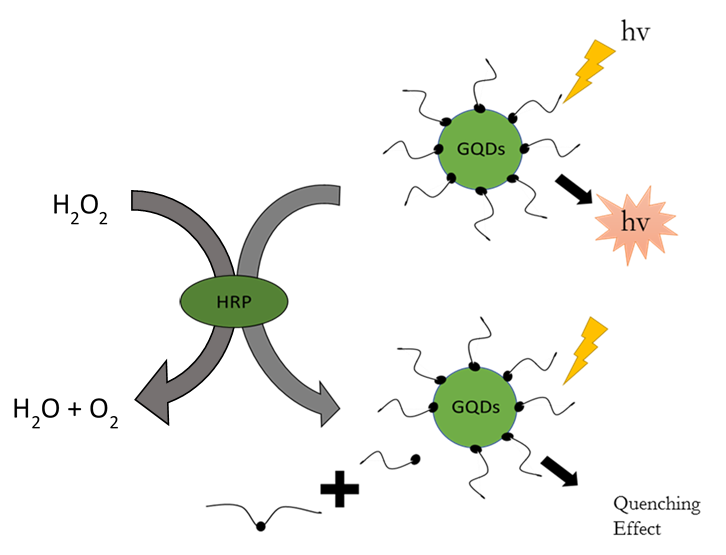 hv
GQDs
H₂O₂
hv
HRP
GQDs
H₂O + O₂
+
Quenching
Effect